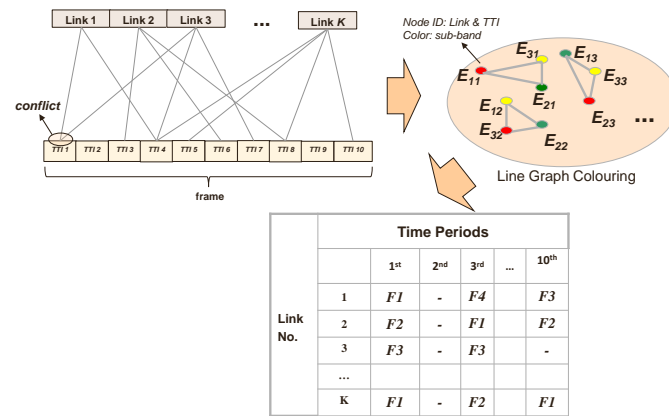 Link 1 Link 2 Link 3 ... Link K
conflict
TTI 1 TTI 2 TTI 3 TTI 4 TTI 5 TTI 6 TTI 7 TTI 8 TTI 9 TTI 10
frame
Node ID: Link & TTI
Color: sub-band
E11 E31 E21
E13 E33 E23
E12 E32 E22
...
Line Graph Colouring
Time Periods
1st 2nd 3rd ... 10th
Link No.
1 F1 - F4 F3
2 F2 - F1 F2
3 F3 - F3 -
...
K F1 - F2 F1